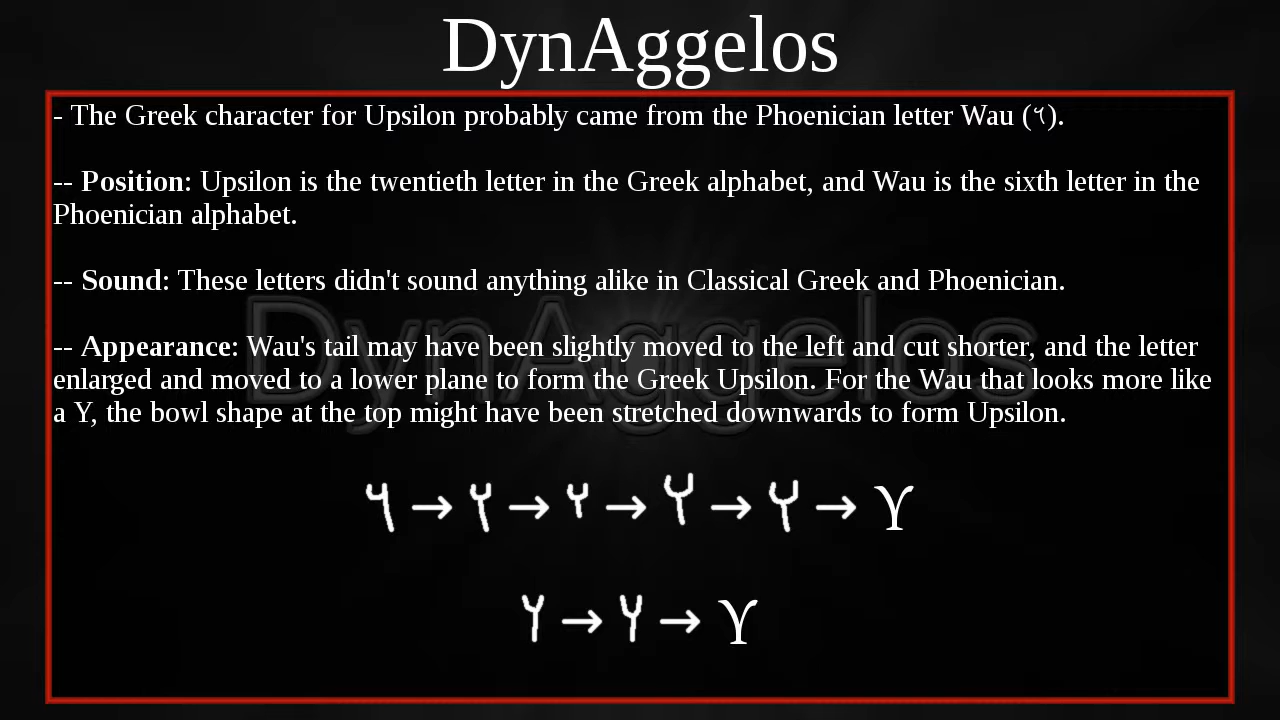 DynAggelos
- The Greek character for Upsilon probably came from the Phoenician letter Wau (𐤅).
-- Position: Upsilon is the twentieth letter in the Greek alphabet, and Wau is the sixth letter in the
Phoenician alphabet.
-- Sound: These letters didn't sound anything alike in Classical Greek and Phoenician.
-- Appearance: Wau's tail may have been slightly moved to the left and cut shorter, and the letter
enlarged and moved to a lower plane to form the Greek Upsilon. For the Wau that looks more like
a Y, the bowl shape at the top might have been stretched downwards to form Upsilon.
𐤅 → 𐤅 → 𐤅 → 𐤅 → 𐤅 → ϒ
𐤅 → 𐤅 → ϒ
DynAggelos